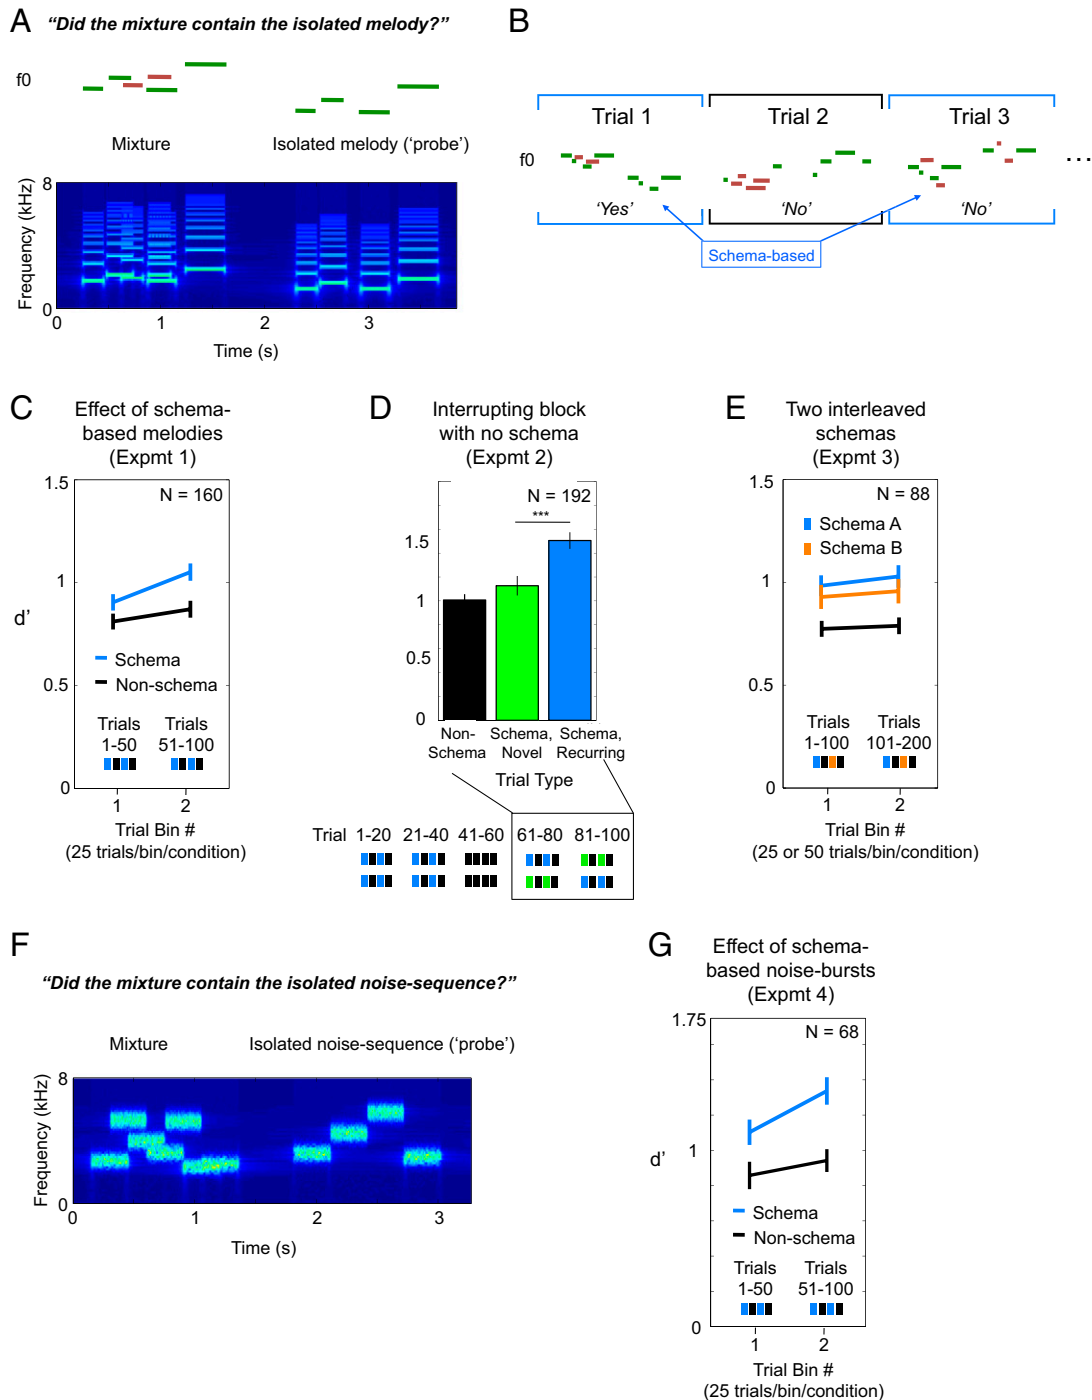 A
"Did the mixture contain the isolated melody?"
f0
Mixture
Isolated melody ('probe')
8
Frequency (kHz)
0
0
1
2
3
Time (s)
B
Trial 1
Trial 2
Trial 3
f0
...
'Yes'
'No'
'No'
Schema-based
C
Effect of schema-
based melodies
(Expmt 1)
1.5
N = 160
1
d'
Schema
Non-schema
0.5
Trials
1-50
Trials
51-100
0
1
2
Trial Bin #
(25 trials/bin/condition)
D
Interrupting block
with no schema
(Expmt 2)
N = 192
***
1.5
1
0.5
0
Non-
Schema
Schema,
Novel
Schema,
Recurring
Trial Type
Trial 1-20 21-40 41-60 61-80 81-100
E
Two interleaved
schemas
(Expmt 3)
1.5
N = 88
Schema A
Schema B
1
0.5
Trials
1-100
Trials
101-200
0
1
2
Trial Bin #
(25 or 50 trials/bin/condition)
F
"Did the mixture contain the isolated noise-sequence?"
Mixture
Isolated noise-sequence ('probe')
8
Frequency (kHz)
0
0
1
2
3
Time (s)
G
Effect of schema-
based noise-bursts
(Expmt 4)
1.75
N = 68
1
d'
Schema
Non-schema
Trials
1-50
Trials
51-100
0
1
2
Trial Bin #
(25 trials/bin/condition)